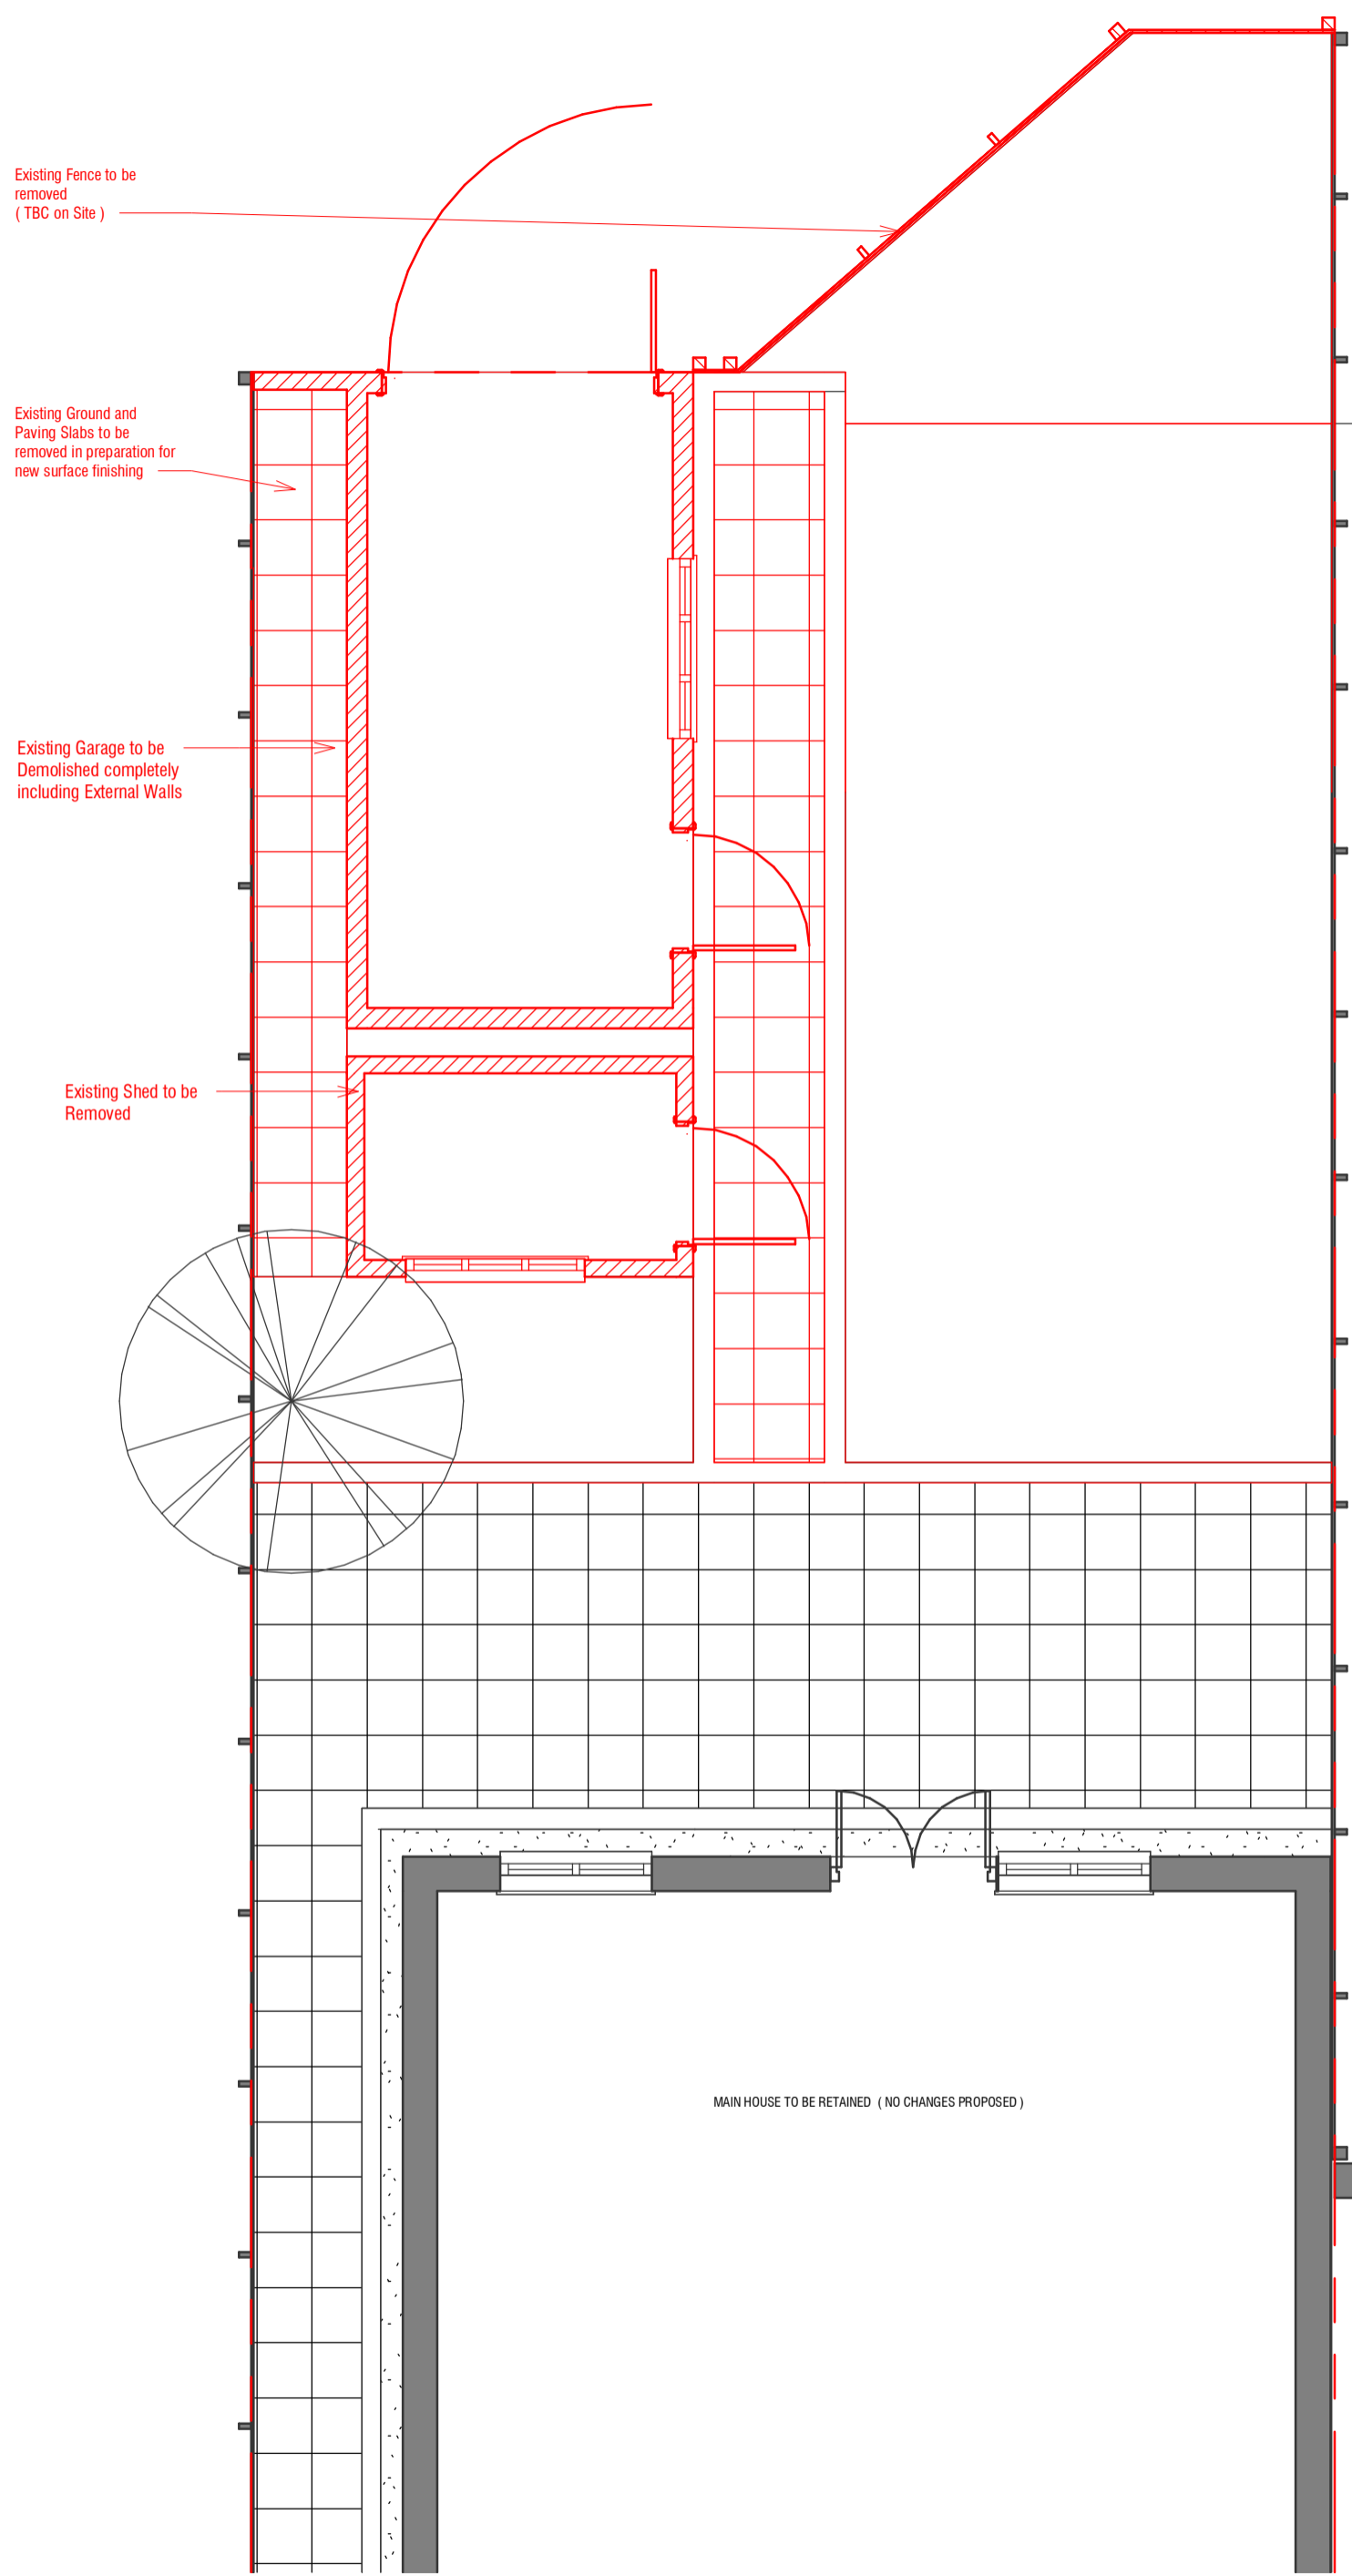 Existing Fence to be
removed
( TBC on Site )
Existing Ground and
Paving Slabs to be
removed in preparation for
new surface finishing
Existing Garage to be
Demolished completely
including External Walls
Existing Shed to be
Removed
MAIN HOUSE TO BE RETAINED ( NO CHANGES PROPOSED )